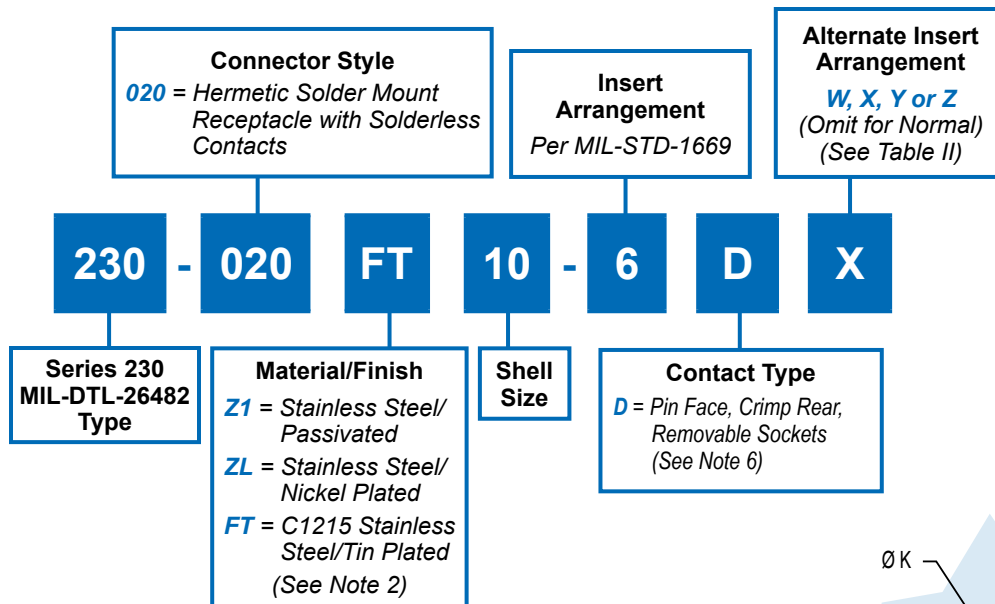 Connector Style
020 = Hermetic Solder Mount
Receptacle with Solderless
Contacts
Insert
Arrangement
Per MIL-STD-1669
Alternate Insert
Arrangement
W, X, Y or Z
(Omit for Normal)
(See Table II)
230 - 020 FT 10 - 6 D X
Series 230
MIL-DTL-26482
Type
Material/Finish
Z1 = Stainless Steel/
Passivated
ZL = Stainless Steel/
Nickel Plated
FT = C1215 Stainless
Steel/Tin Plated
(See Note 2)
Shell
Size
Contact Type
D = Pin Face, Crimp Rear,
Removable Sockets
(See Note 6)
Ø K